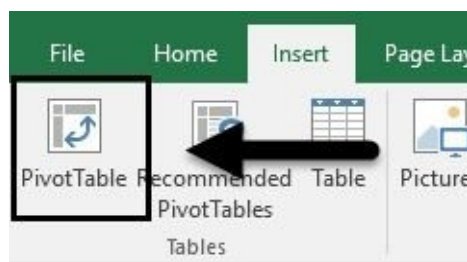 File Home Insert Page Lay
PivotTable Recommended Table Picture
PivotTables
Tables